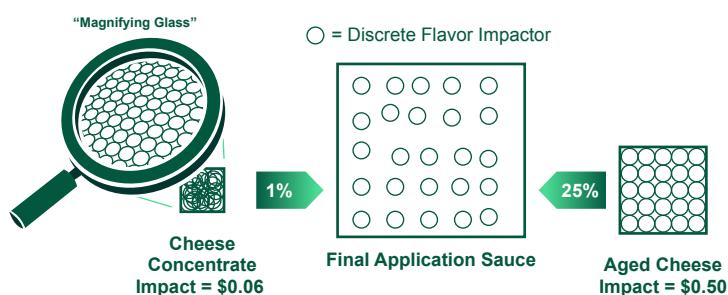 “Magnifying Glass”
= Discrete Flavor Impactor
1%
25%
Cheese
Concentrate
Impact = $0.06
Final Application Sauce
Aged Cheese
Impact = $0.50